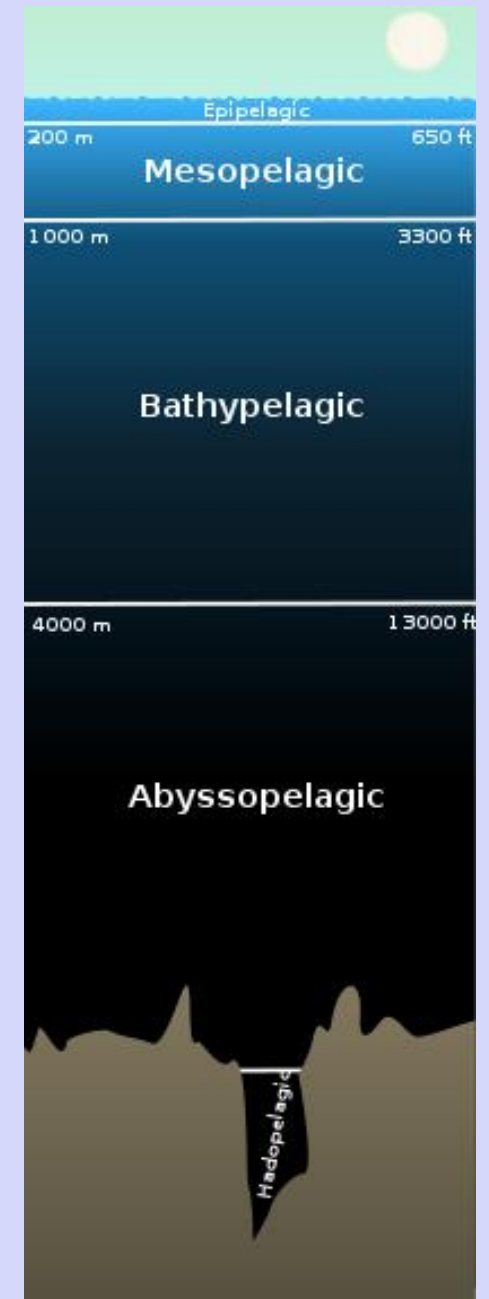 Epipelagic
200 m 650 ft
Mesopelagic
1000 m 3300 ft
Bathypelagic
4000 m 13000 ft
Abyssopelagic
Hadopelagic